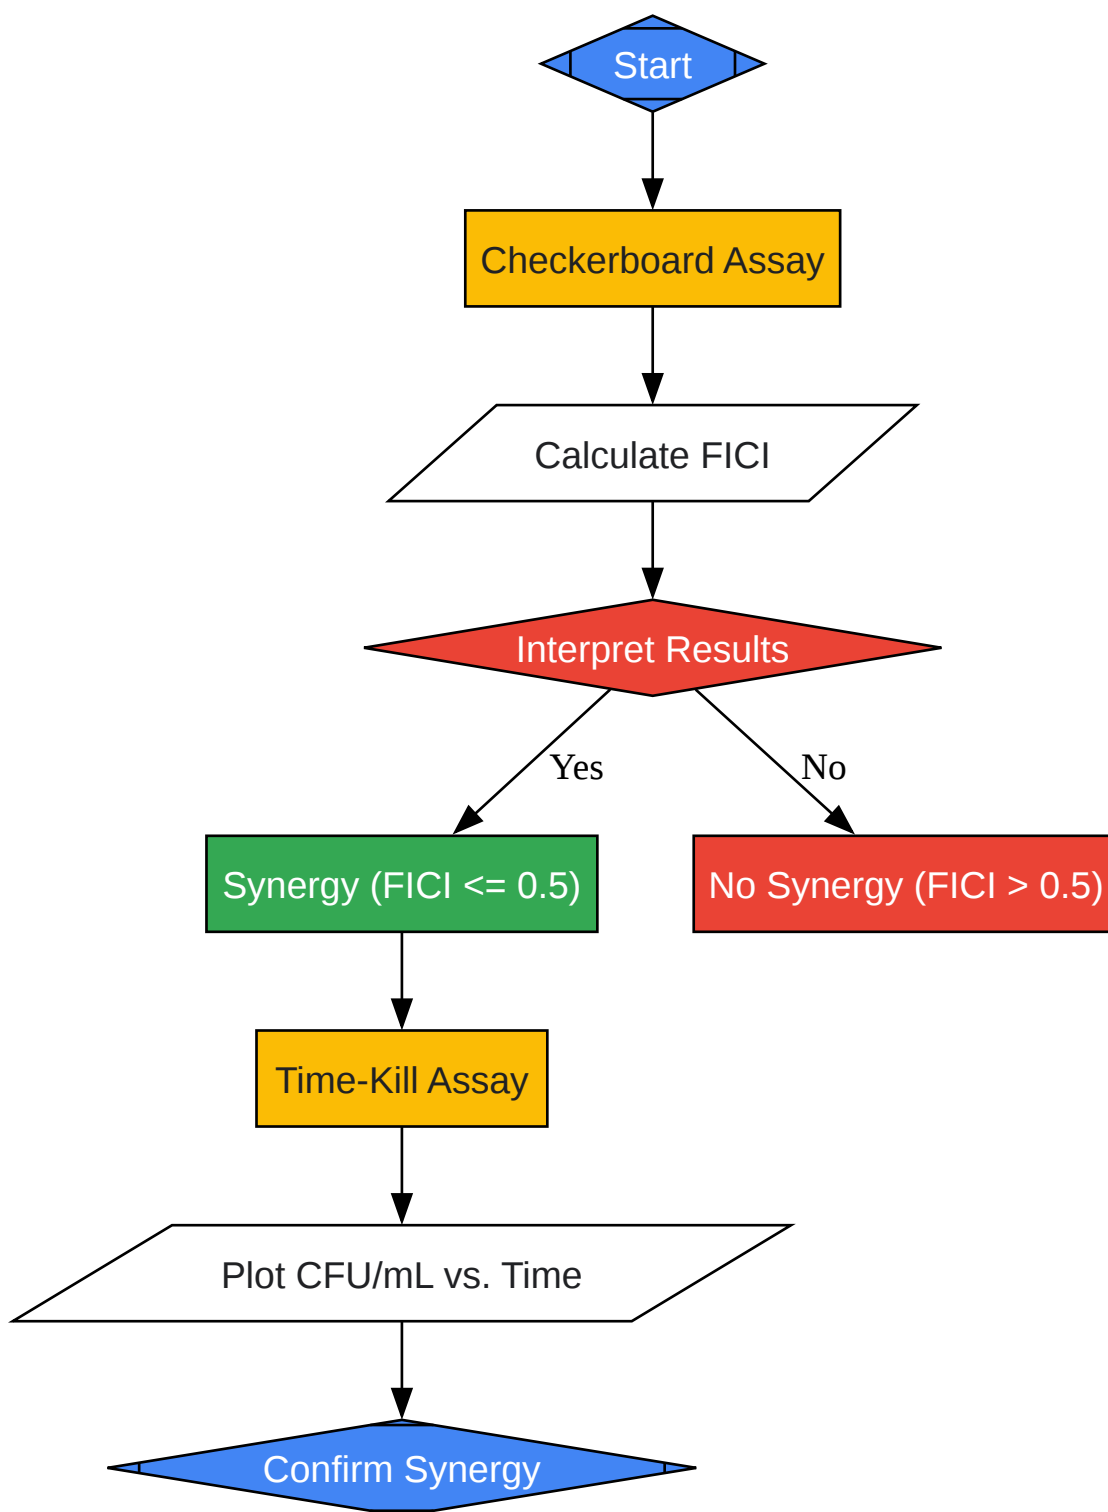 Start
Checkerboard Assay
Calculate FICI
Interpret Results
Yes
No
Synergy (FICI <= 0.5)
No Synergy (FICI > 0.5)
Time-Kill Assay
Plot CFU/mL vs. Time
Confirm Synergy